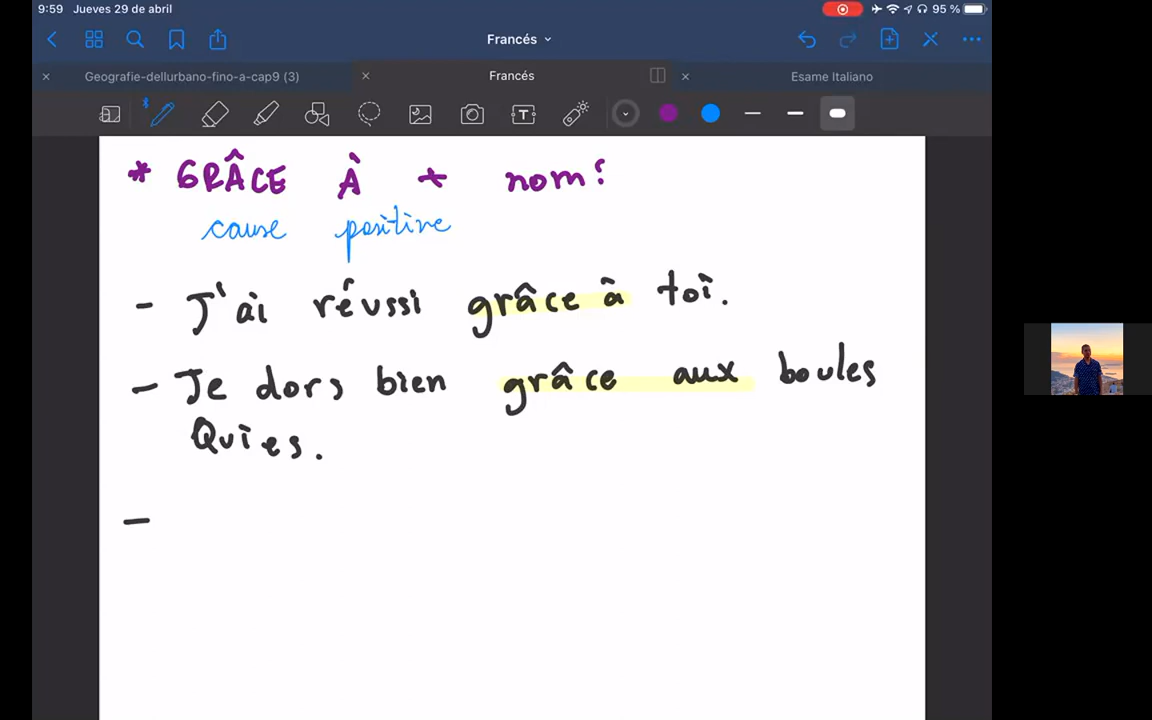 9:59 Jueves 29 de abril 95 %
Francés
Geografie-dellurbano-fino-a-cap9 (3) Francés Esame Italiano
* GRÂCE À + nom:
cause positive
- J'ai réussi grâce à toi.
- Je dors bien grâce aux boules
Quies.
-